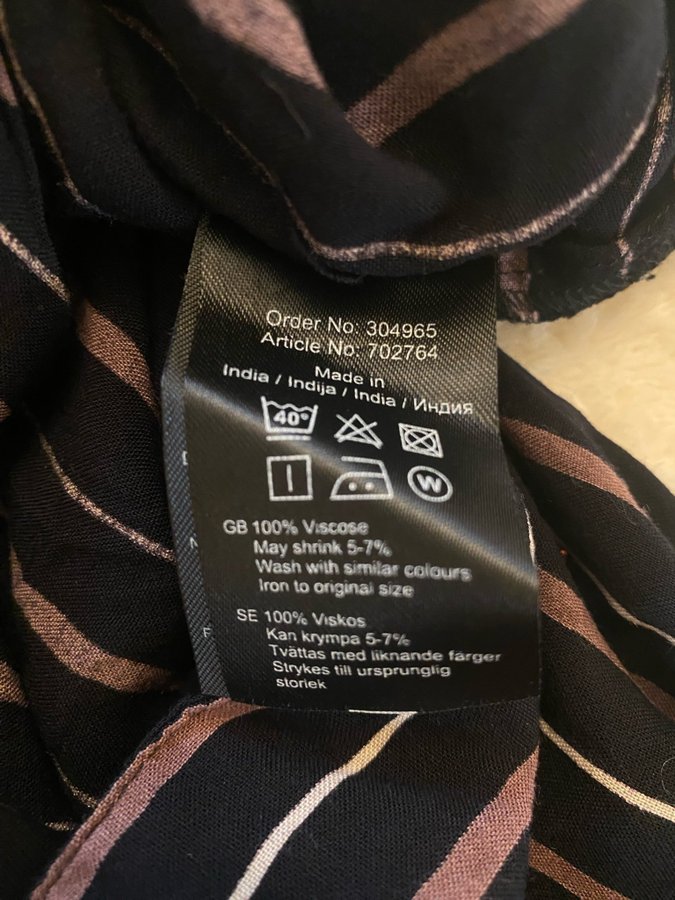 Order No: 304965
Article No: 702764
Made in
India / Indija / India / Индия
40°
W
GB 100% Viscose
May shrink 5-7%
Wash with similar colours
Iron to original size
SE 100% Viskos
Kan krympa 5-7%
Tvättas med liknande färger
Strykes till ursprunglig
storlek